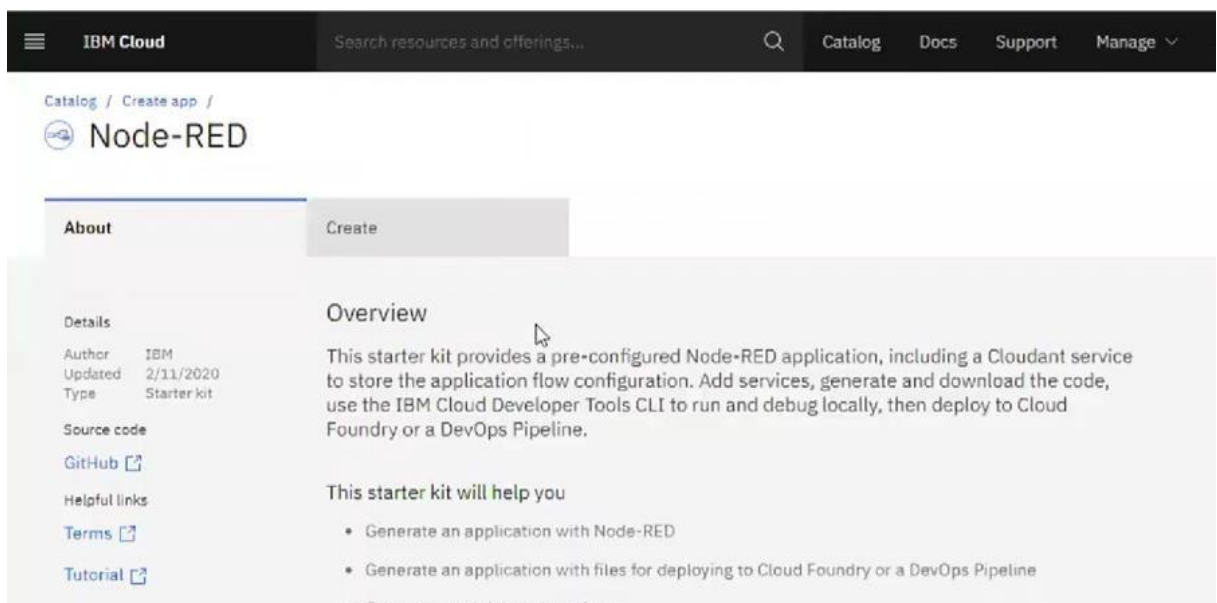 IBM Cloud
Search resources and offerings...
Catalog
Docs
Support
Manage
Catalog / Create app /
Node-RED
About
Create
Details
Author IBM
Updated 2/11/2020
Type Starter kit
Source code
GitHub
Helpful links
Terms
Tutorial
Overview
This starter kit provides a pre-configured Node-RED application, including a Cloudant service
to store the application flow configuration. Add services, generate and download the code,
use the IBM Cloud Developer Tools CLI to run and debug locally, then deploy to Cloud
Foundry or a DevOps Pipeline.
This starter kit will help you
• Generate an application with Node-RED
• Generate an application with files for deploying to Cloud Foundry or a DevOps Pipeline